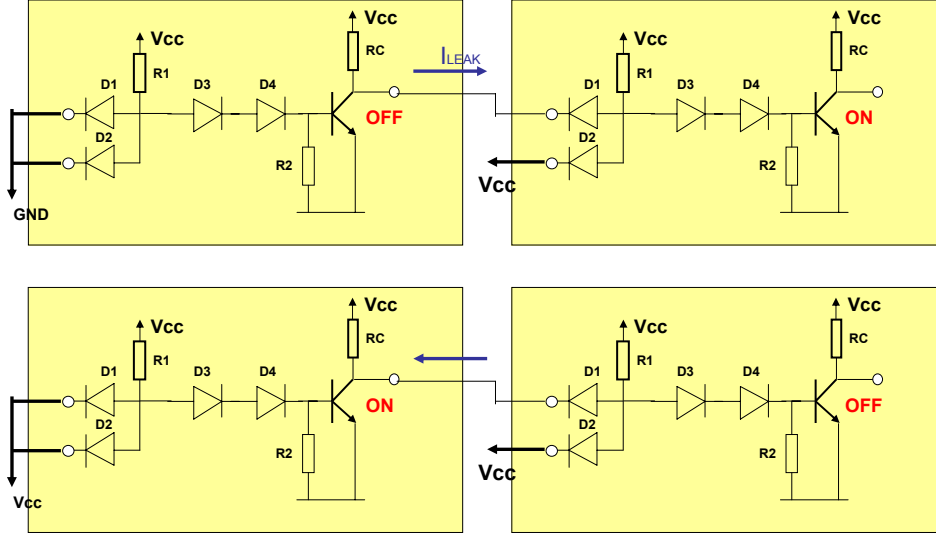 Vcc
Vcc
Vcc
Vcc
RC
I LEAK
RC
R1
R1
D1
D3
D4
D1
D3
D4
OFF
ON
D2
D2
R2
R2
Vcc
GND
Vcc
Vcc
Vcc
Vcc
RC
RC
R1
R1
D1
D3
D4
D1
D3
D4
ON
OFF
D2
D2
R2
R2
Vcc
Vcc